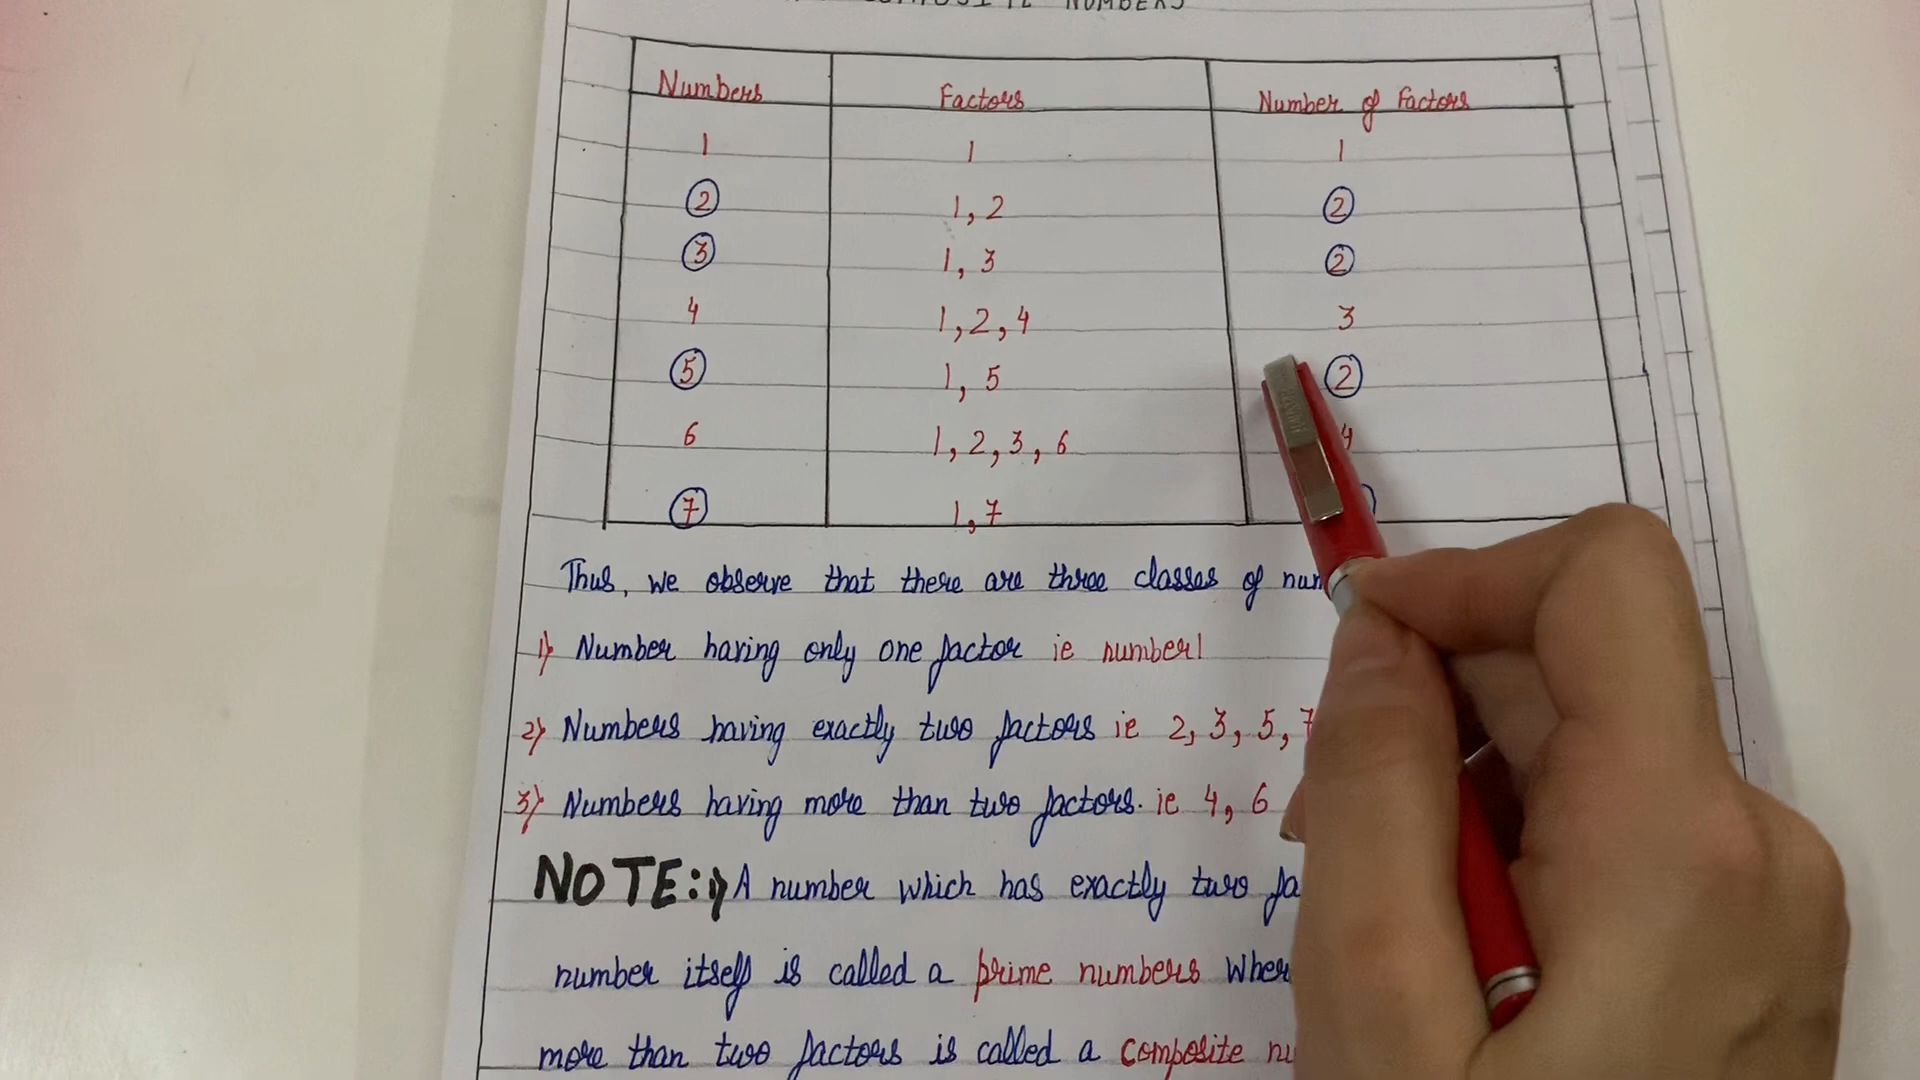 NUMBERS
Numbers Factors Number of Factors
1 1 1
2 1, 2 2
3 1, 3 2
4 1, 2, 4 3
5 1, 5 2
6 1, 2, 3, 6 4
7 1, 7
Thus, we observe that there are three classes of
1) Number having only one factor ie number 1
2) Numbers having exactly two factors ie 2, 3, 5, 7
3) Numbers having more than two factors. ie 4, 6
NOTE:1) A number which has exactly two
number itself is called a prime numbers
more than two factors is called a composite